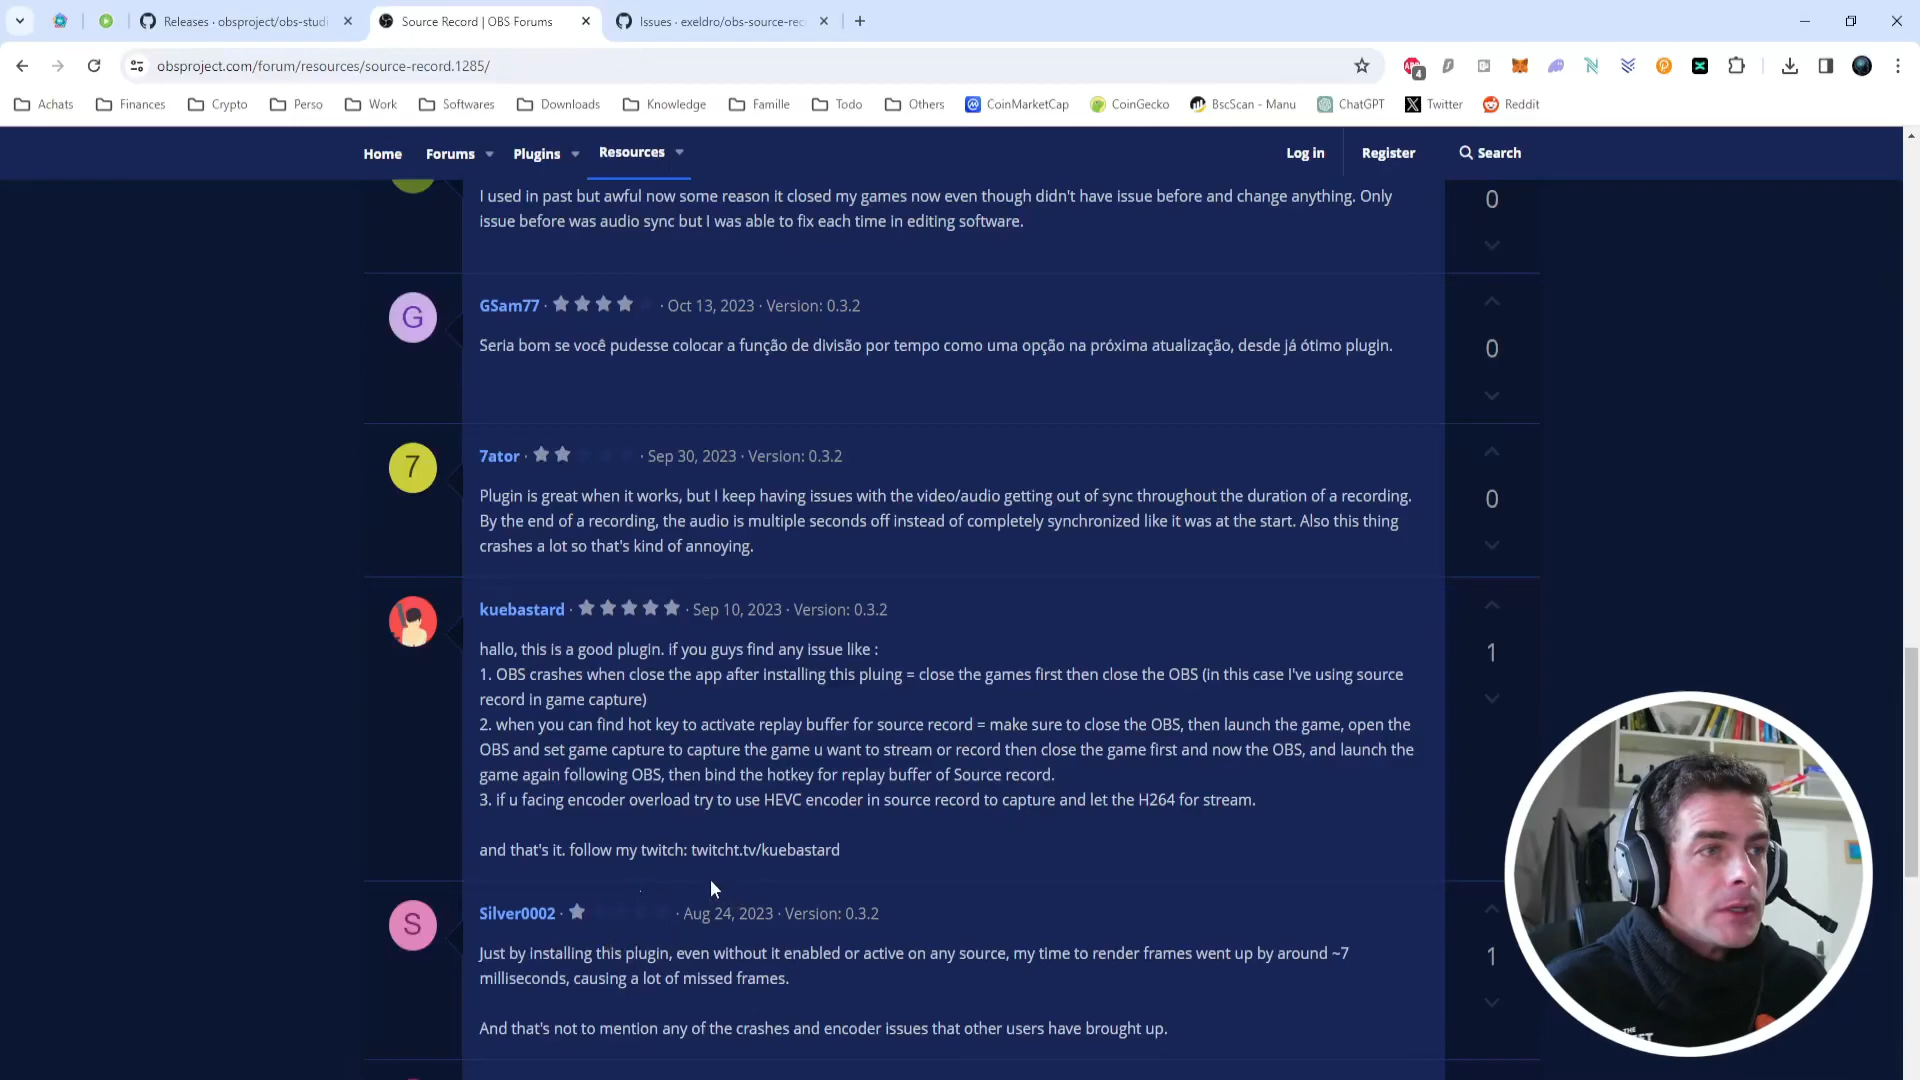 Releases · obsproject/obs-studi
Source Record | OBS Forums
Issues · exeldro/obs-source-rec
obsproject.com/forum/resources/source-record.1285/
4
Achats
Finances
Crypto
Perso
Work
Softwares
Downloads
Knowledge
Famille
Todo
Others
CoinMarketCap
CoinGecko
BscScan - Manu
ChatGPT
Twitter
Reddit
Home
Forums
Plugins
Resources
Log in
Register
Search
I used in past but awful now some reason it closed my games now even though didn't have issue before and change anything. Only
issue before was audio sync but I was able to fix each time in editing software.
0
G
GSam77 · Oct 13, 2023 · Version: 0.3.2
Seria bom se você pudesse colocar a função de divisão por tempo como uma opção na próxima atualização, desde já ótimo plugin.
0
7
7ator · Sep 30, 2023 · Version: 0.3.2
Plugin is great when it works, but I keep having issues with the video/audio getting out of sync throughout the duration of a recording.
By the end of a recording, the audio is multiple seconds off instead of completely synchronized like it was at the start. Also this thing
crashes a lot so that's kind of annoying.
0
kuebastard · Sep 10, 2023 · Version: 0.3.2
hallo, this is a good plugin. if you guys find any issue like :
1. OBS crashes when close the app after installing this pluing = close the games first then close the OBS (in this case I've using source
record in game capture)
2. when you can find hot key to activate replay buffer for source record = make sure to close the OBS, then launch the game, open the
OBS and set game capture to capture the game u want to stream or record then close the game first and now the OBS, and launch the
game again following OBS, then bind the hotkey for replay buffer of Source record.
3. if u facing encoder overload try to use HEVC encoder in source record to capture and let the H264 for stream.
and that's it. follow my twitch: twitcht.tv/kuebastard
1
S
Silver0002 · Aug 24, 2023 · Version: 0.3.2
Just by installing this plugin, even without it enabled or active on any source, my time to render frames went up by around ~7
milliseconds, causing a lot of missed frames.
And that's not to mention any of the crashes and encoder issues that other users have brought up.
1
THE